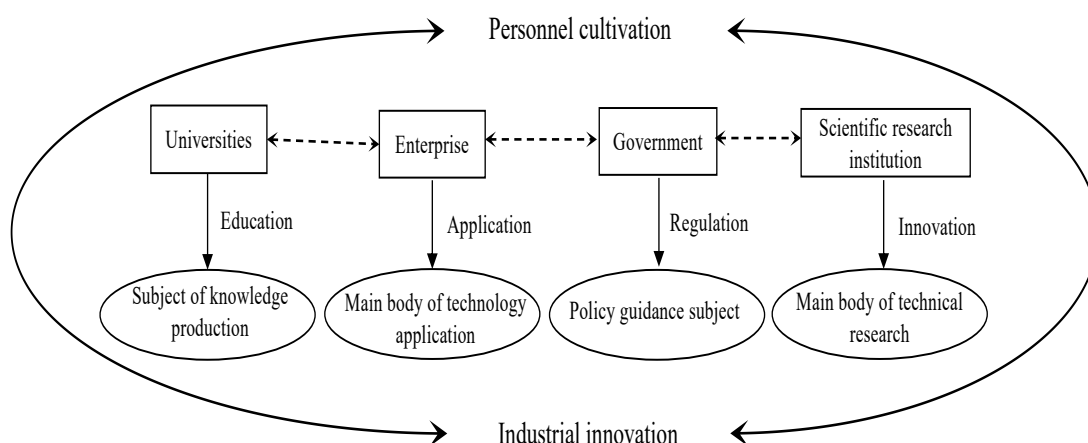 Personnel cultivation
Universities
Enterprise
Government
Scientific research
institution
Education
Application
Regulation
Innovation
Subject of knowledge
production
Main body of technology
application
Policy guidance subject
Main body of technical
research
Industrial innovation